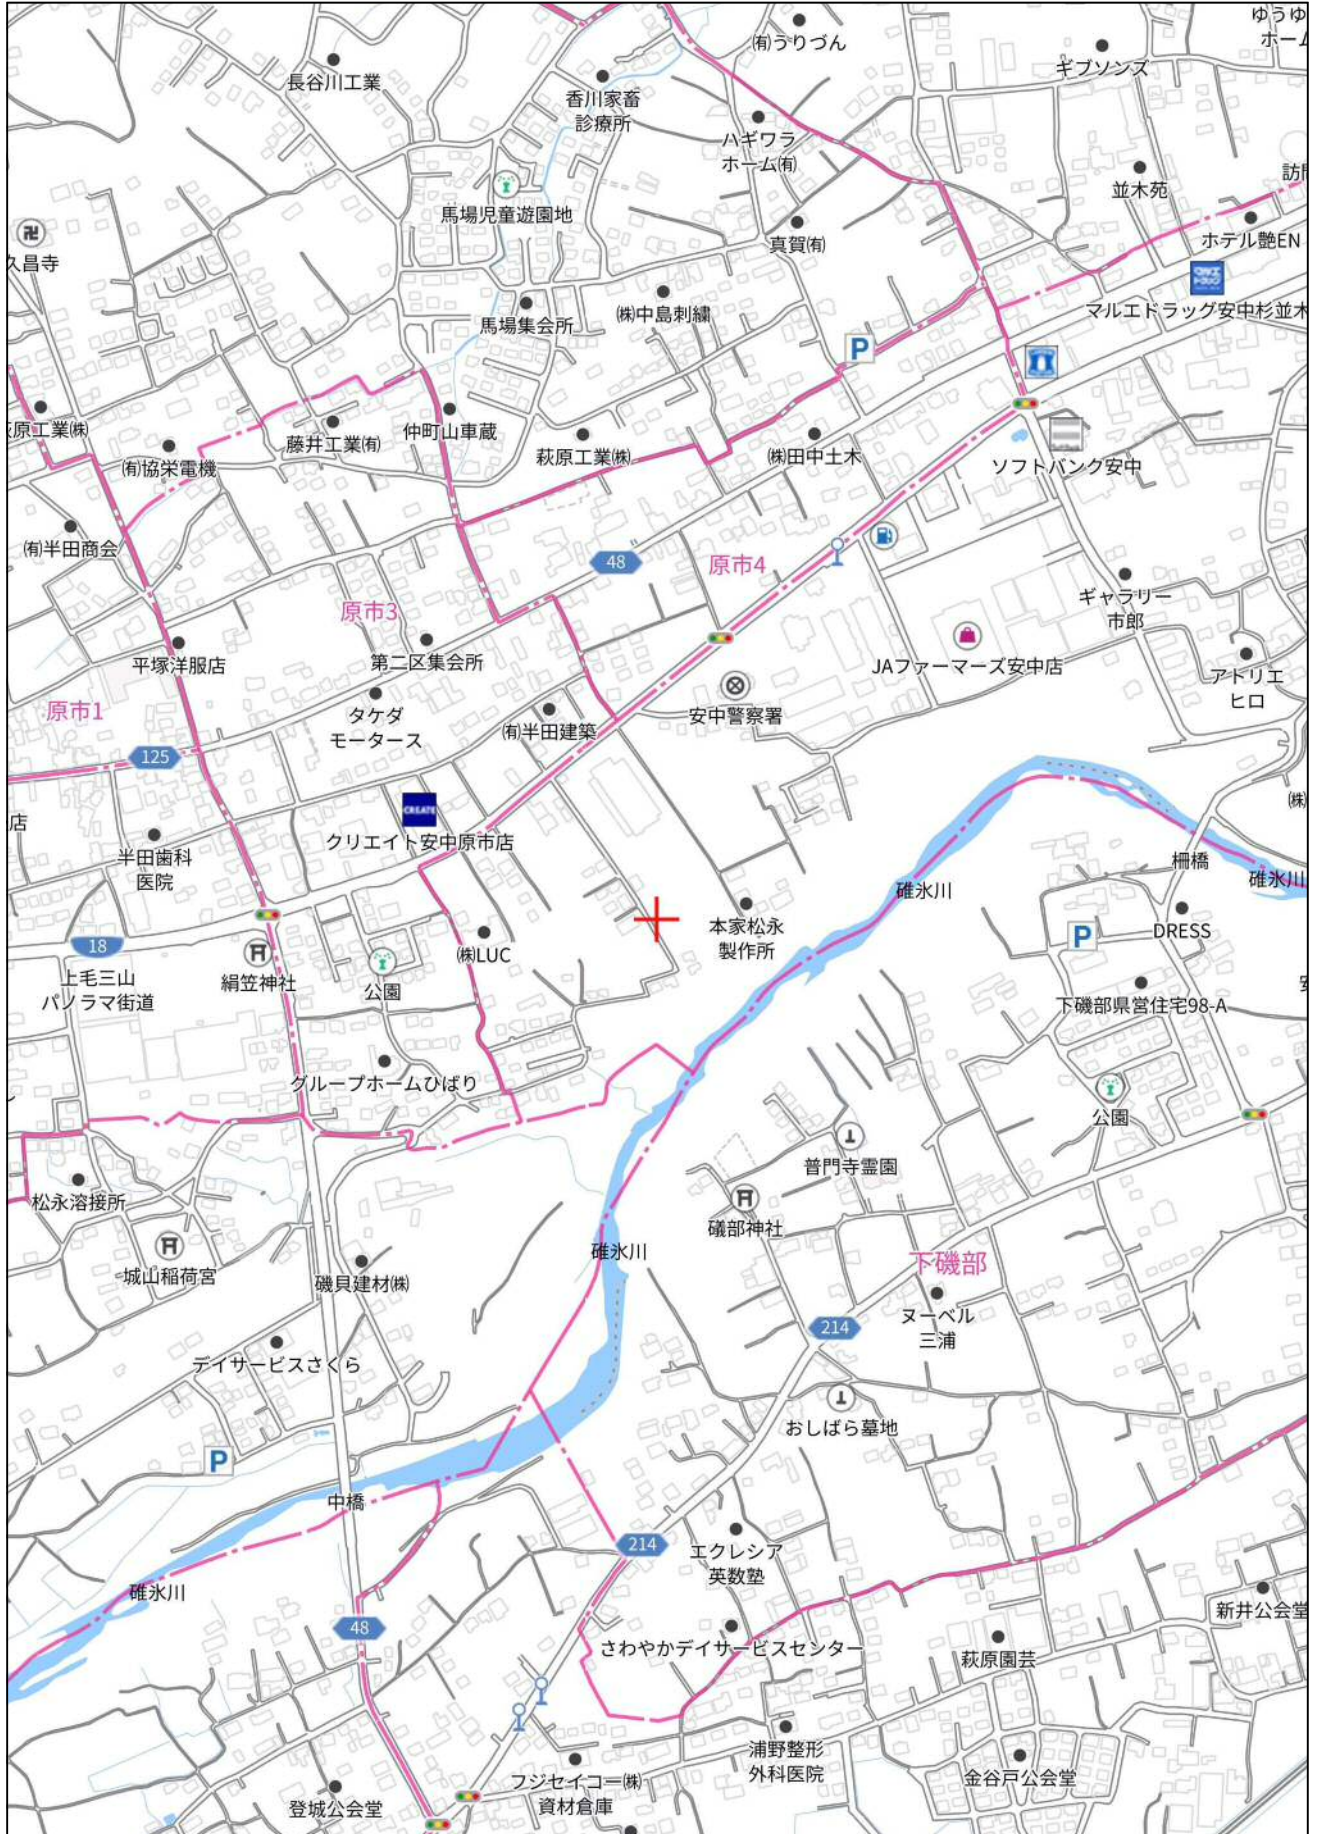 ゆうゆ
ホーム
㈲うりづん
ギブソンズ
長谷川工業
香川家畜
診療所
ハギワラ
ホーム㈲
並木苑
訪問
馬場児童遊園地
真賀㈲
ホテル艶EN
久昌寺
馬場集会所
㈱中島刺繍
マルエドラッグ安中杉並木
P
萩原工業㈱
藤井工業㈲
仲町山車蔵
萩原工業㈱
㈲協栄電機
㈱田中土木
ソフトバンク安中
㈲半田商会
48
原市4
原市3
ギャラリー
市郎
平塚洋服店
第二区集会所
JAファーマーズ安中店
アトリエ
ヒロ
原市1
タケダ
モータース
㈲半田建築
安中警察署
125
㈱
CREATE
店
クリエイト安中原市店
半田歯科
医院
柵橋
碓氷川
碓氷川
18
本家松永
製作所
P
DRESS
上毛三山
パノラマ街道
絹笠神社
公園
㈱LUC
下磯部県営住宅98-A
安
グループホームひばり
公園
普門寺霊園
松永溶接所
磯部神社
城山稲荷宮
碓氷川
下磯部
磯貝建材㈱
ヌーベル
三浦
214
デイサービスさくら
おしばら墓地
P
中橋
214
エクレシア
英数塾
碓氷川
新井公会堂
48
さわやかデイサービスセンター
萩原園芸
浦野整形
外科医院
フジセイコー㈱
資材倉庫
金谷戸公会堂
登城公会堂